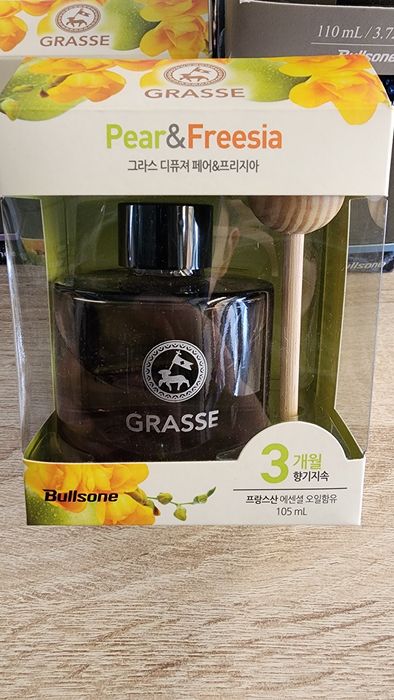 GRASSE
110 mL / 3.7
Bullsone
GRASSE
Pear&Freesia
그라스 디퓨져 페어&프리지아
Bullsone
GRASSE
3개월
향기지속
Bullsone
프랑스산 에센셜 오일함유
105 mL